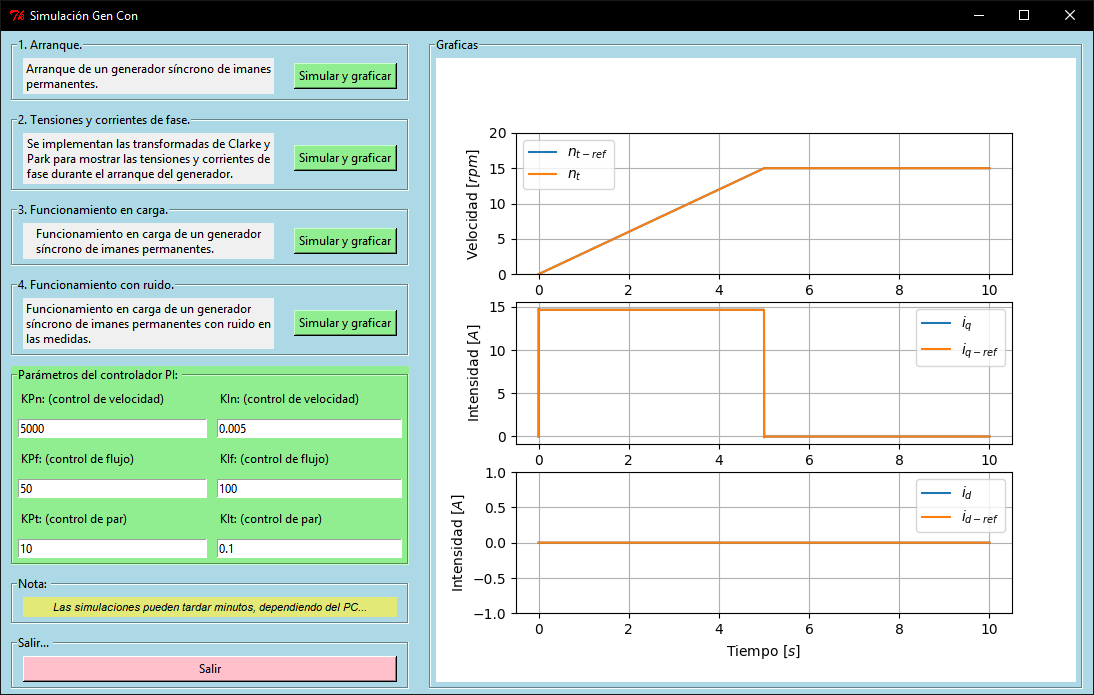 Simulación Gen Con
1. Arranque.
Arranque de un generador síncrono de imanes
permanentes.
Simular y graficar
2. Tensiones y corrientes de fase.
Se implementan las transformadas de Clarke y
Park para mostrar las tensiones y corrientes de
fase durante el arranque del generador.
Simular y graficar
3. Funcionamiento en carga.
Funcionamiento en carga de un generador
síncrono de imanes permanentes.
Simular y graficar
4. Funcionamiento con ruido.
Funcionamiento en carga de un generador
síncrono de imanes permanentes con ruido en
las medidas.
Simular y graficar
Parámetros del controlador PI:
KPn: (control de velocidad) KIn: (control de velocidad)
5000 0.005
KPf: (control de flujo) KIf: (control de flujo)
50 100
KPt: (control de par) KIt: (control de par)
10 0.1
Nota:
Las simulaciones pueden tardar minutos, dependiendo del PC...
Salir...
Salir
Graficas
Velocidad [rpm]
20
15
10
5
0
n_{t-ref}
n_t
0 2 4 6 8 10
Intensidad [A]
15
10
5
0
i_q
i_{q-ref}
0 2 4 6 8 10
Intensidad [A]
1.0
0.5
0.0
−0.5
−1.0
i_d
i_{d-ref}
0 2 4 6 8 10
Tiempo [s]